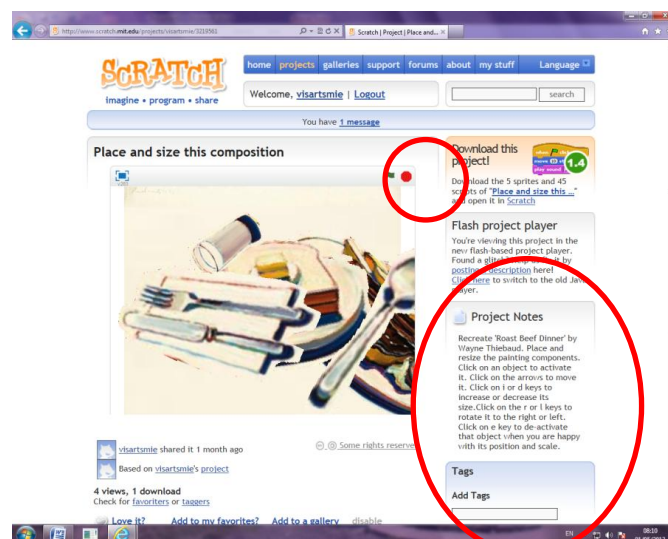 http://www.scratch.mit.edu/projects/visartsmie/3219561
Scratch | Project | Place and...
SCRATCH
imagine • program • share
home projects galleries support forums about my stuff Language
Welcome, visartsmie | Logout
search
You have 1 message
Place and size this composition
Download this
project!
1.4
Download the 5 sprites and 45
scripts of "Place and size this ..."
and open it in Scratch
Flash project player
You're viewing this project in the
new flash-based project player.
Found a
posting description here!
Click here to switch to the old Java
player.
Project Notes
Recreate 'Roast Beef Dinner' by
Wayne Thiebaud. Place and
resize the painting components.
Click on an object to activate
it. Click on the arrows to move
it. Click on i or d keys to
increase or decrease its
size.Click on the r or l keys to
rotate it to the right or left.
Click on e key to de-activate
that object when you are happy
with its position and scale.
visartsmie shared it 1 month ago
Some rights reserve
Based on visartsmie's project
4 views, 1 download
Check for favoriters or taggers
Love it? Add to my favorites? Add to a gallery disable
Tags
Add Tags
EN
08:10